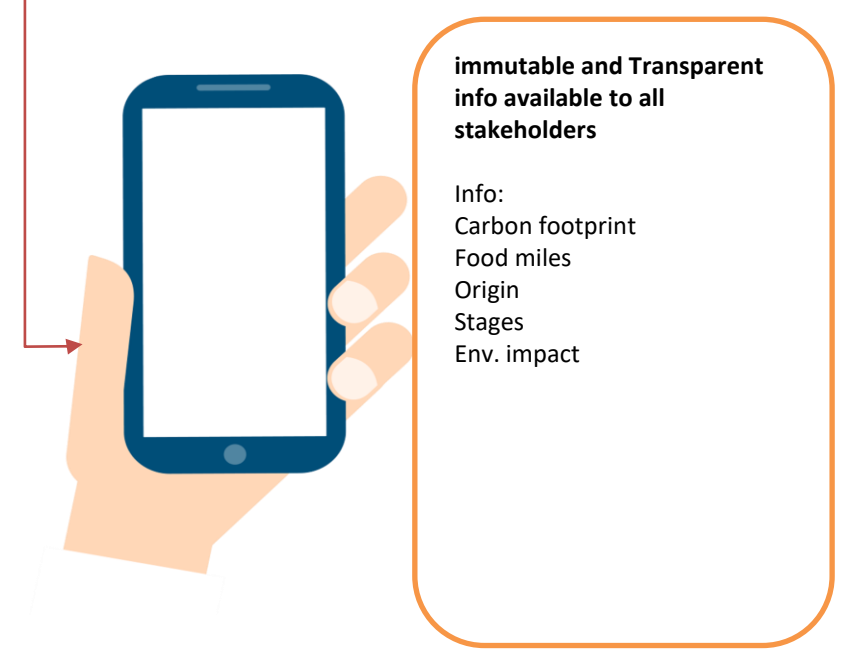 immutable and Transparent
info available to all
stakeholders
Info:
Carbon footprint
Food miles
Origin
Stages
Env. impact